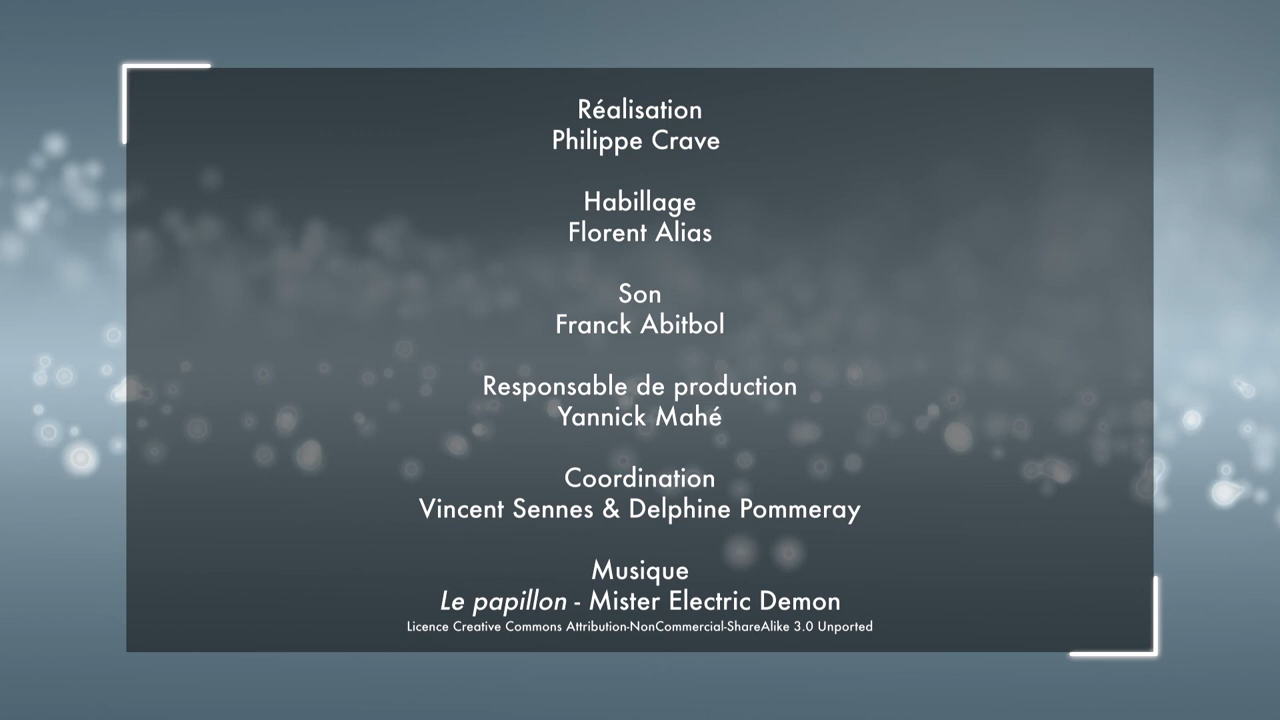 Réalisation
Philippe Crave
Habillage
Florent Alias
Son
Franck Abitbol
Responsable de production
Yannick Mahé
Coordination
Vincent Sennes & Delphine Pommeray
Musique
Le papillon - Mister Electric Demon
Licence Creative Commons Attribution-NonCommercial-ShareAlike 3.0 Unported